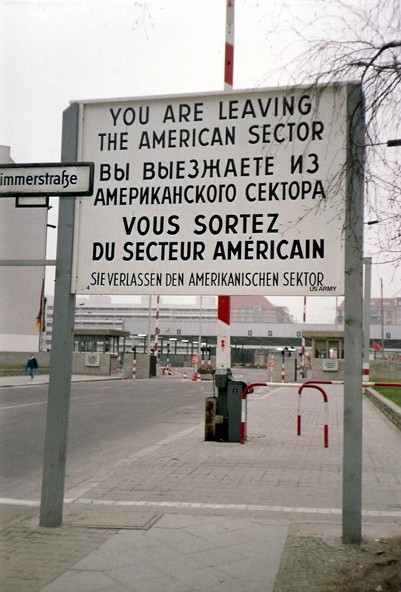 YOU ARE LEAVING
THE AMERICAN SECTOR
ВЫ ВЫЕЗЖАЕТЕ ИЗ
АМЕРИКАНСКОГО СЕКТОРА
VOUS SORTEZ
DU SECTEUR AMÉRICAIN
SIE VERLASSEN DEN AMERIKANISCHEN SEKTOR
US ARMY
immerstraße